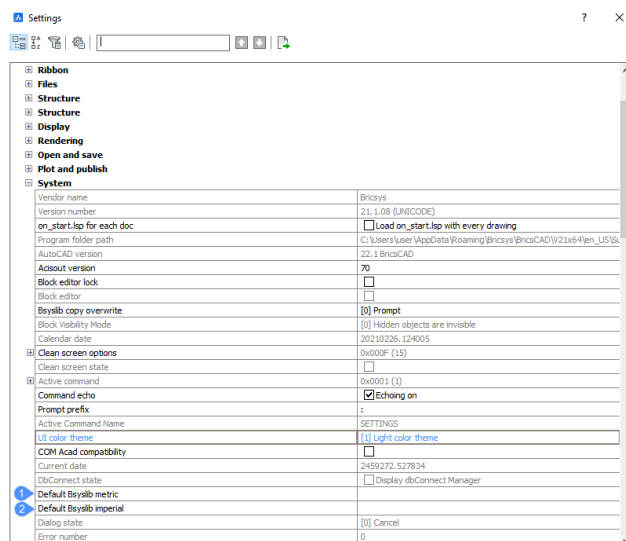 Settings
Ribbon
Files
Structure
Structure
Display
Rendering
Open and save
Plot and publish
System
Vendor name Bricsys
Version number 21.1.08 (UNICODE)
on_start.lsp for each doc Load on_start.lsp with every drawing
Program folder path C:\Users\user\AppData\Roaming\Bricsys\BricsCAD\V21x64\en_US\Su
AutoCAD version 22.1 BricsCAD
Acisout version 70
Block editor lock
Block editor
Bsyslib copy overwrite [0] Prompt
Block Visibility Mode [0] Hidden objects are invisible
Calendar date 20210226.124005
Clean screen options 0x000F (15)
Clean screen state
Active command 0x0001 (1)
Command echo Echoing on
Prompt prefix :
Active Command Name SETTINGS
UI color theme [1] Light color theme
COM Acad compatibility
Current date 2459272.527834
DbConnect state Display dbConnect Manager
1 Default Bsyslib metric
2 Default Bsyslib imperial
Dialog state [0] Cancel
Error number 0